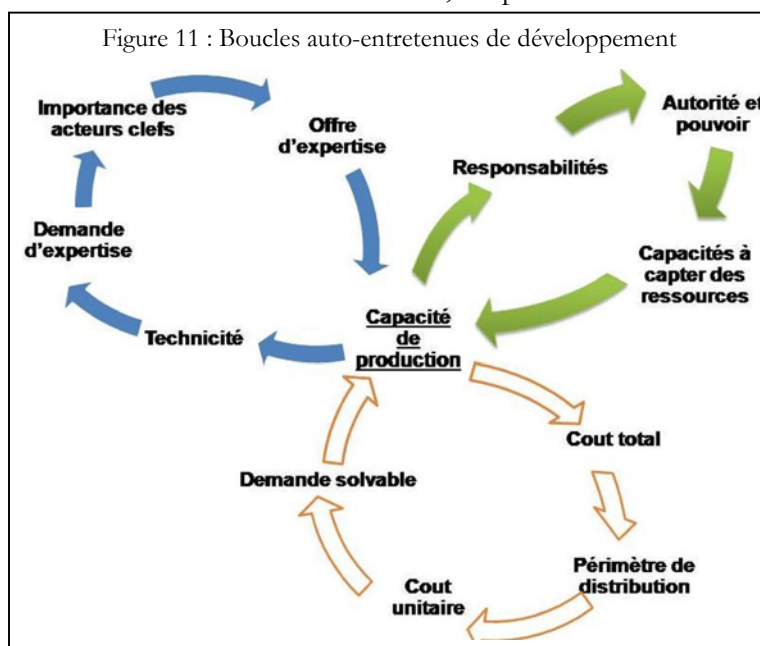 Figure 11 : Boucles auto-entretenues de développement
Importance des
acteurs clefs
Offre
d'expertise
Demande
d'expertise
Technicité
Capacité
de
production
Responsabilités
Autorité et
pouvoir
Capacités à
capter des
ressources
Cout total
Périmètre de
distribution
Cout
unitaire
Demande solvable